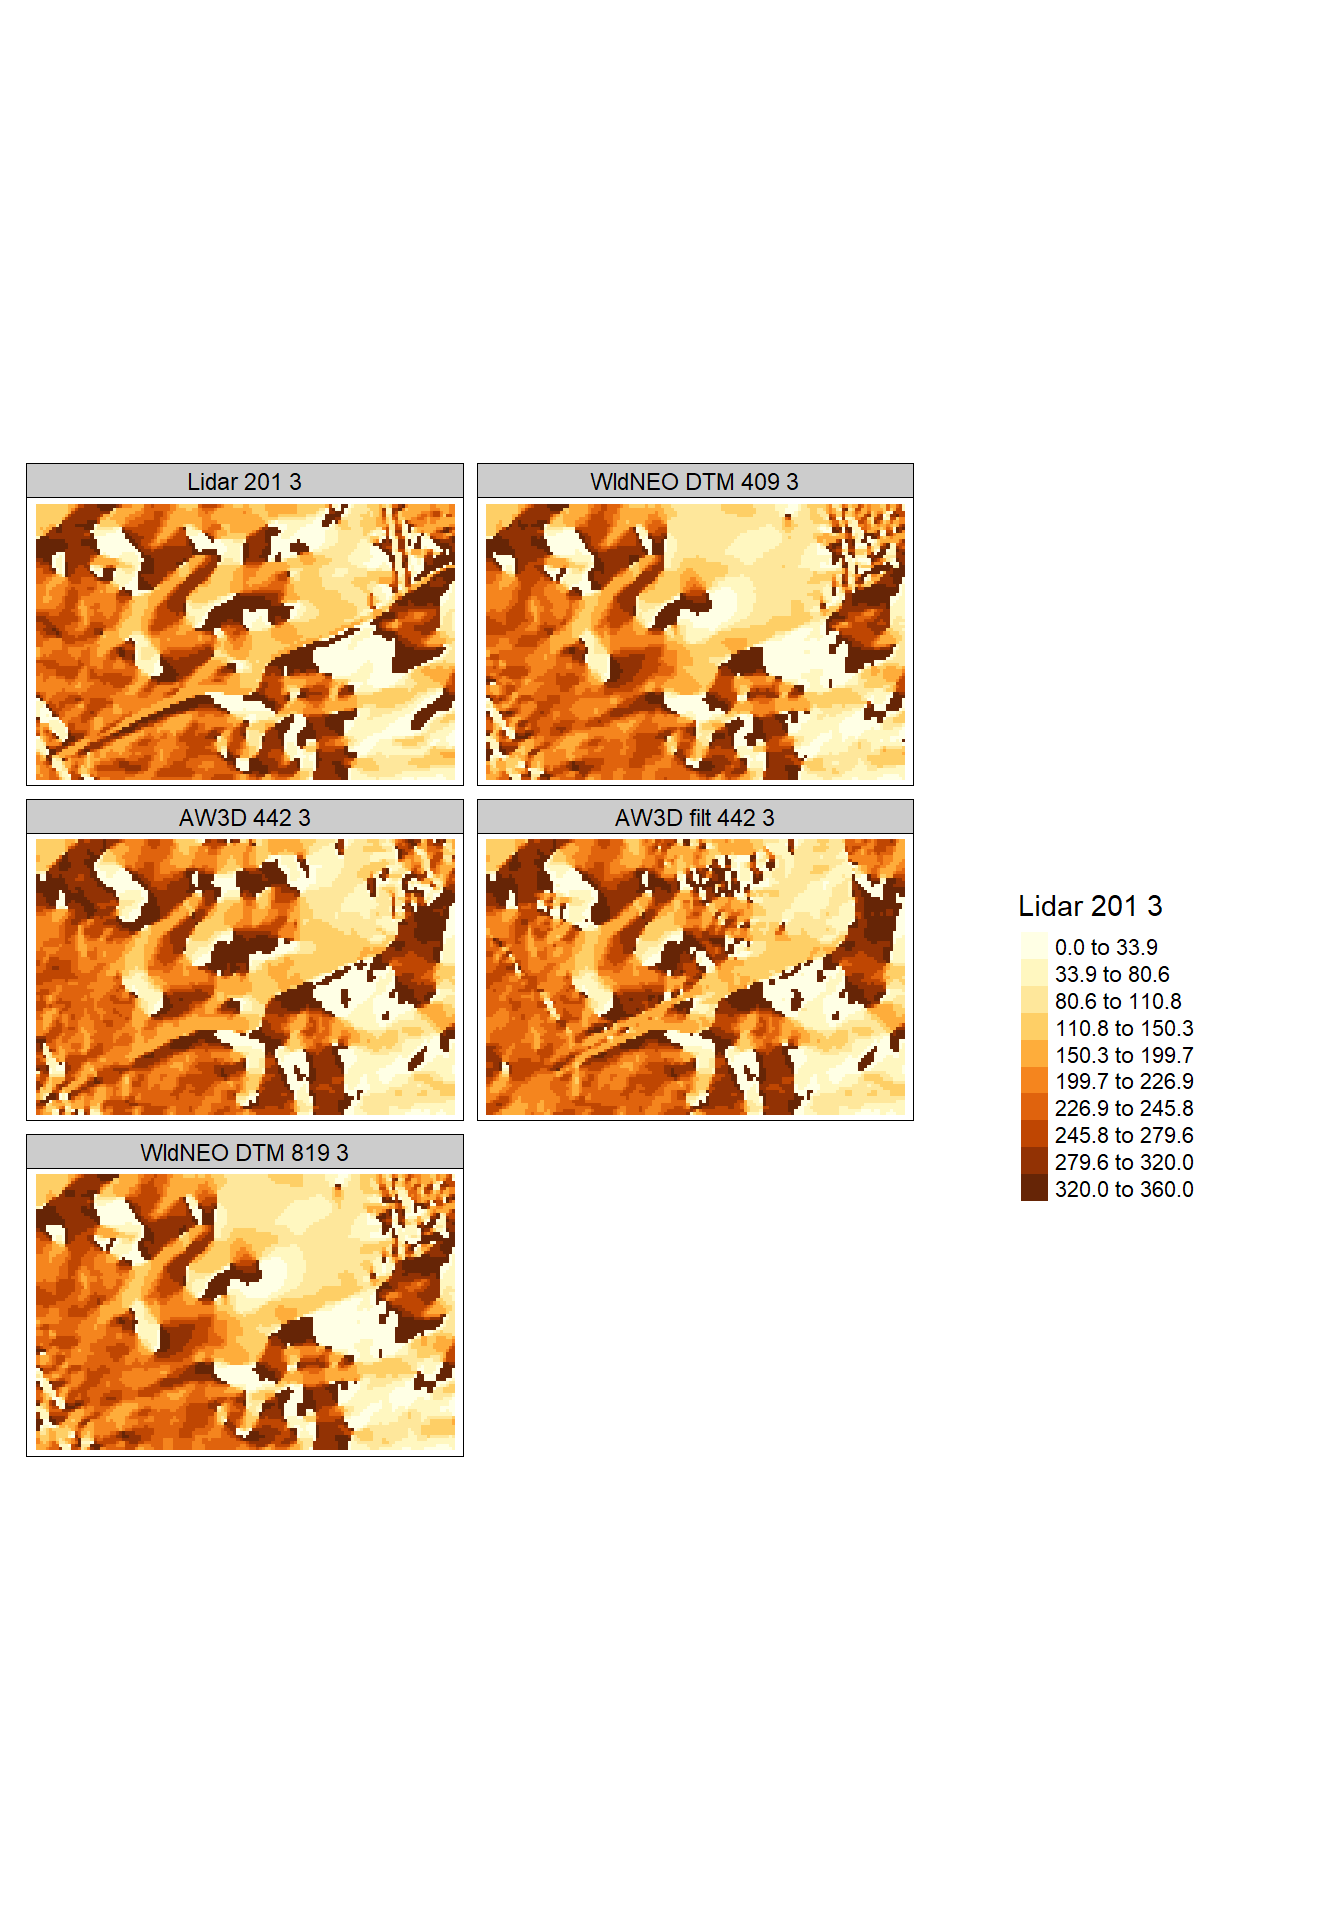 Lidar 201 3
WldNEO DTM 409 3
AW3D 442 3
AW3D filt 442 3
WldNEO DTM 819 3
Lidar 201 3
0.0 to 33.9
33.9 to 80.6
80.6 to 110.8
110.8 to 150.3
150.3 to 199.7
199.7 to 226.9
226.9 to 245.8
245.8 to 279.6
279.6 to 320.0
320.0 to 360.0